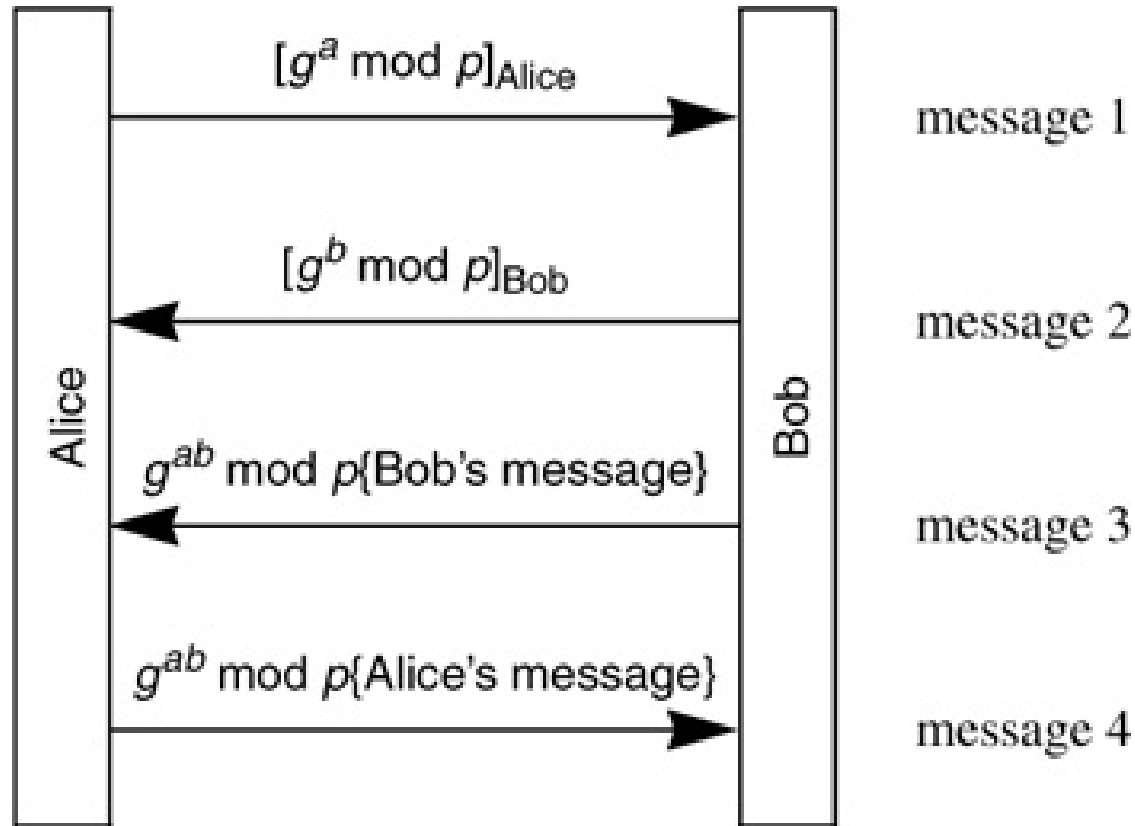 [g^a mod p]_Alice
message 1
[g^b mod p]_Bob
message 2
Alice
Bob
g^ab mod p{Bob's message}
message 3
g^ab mod p{Alice's message}
message 4